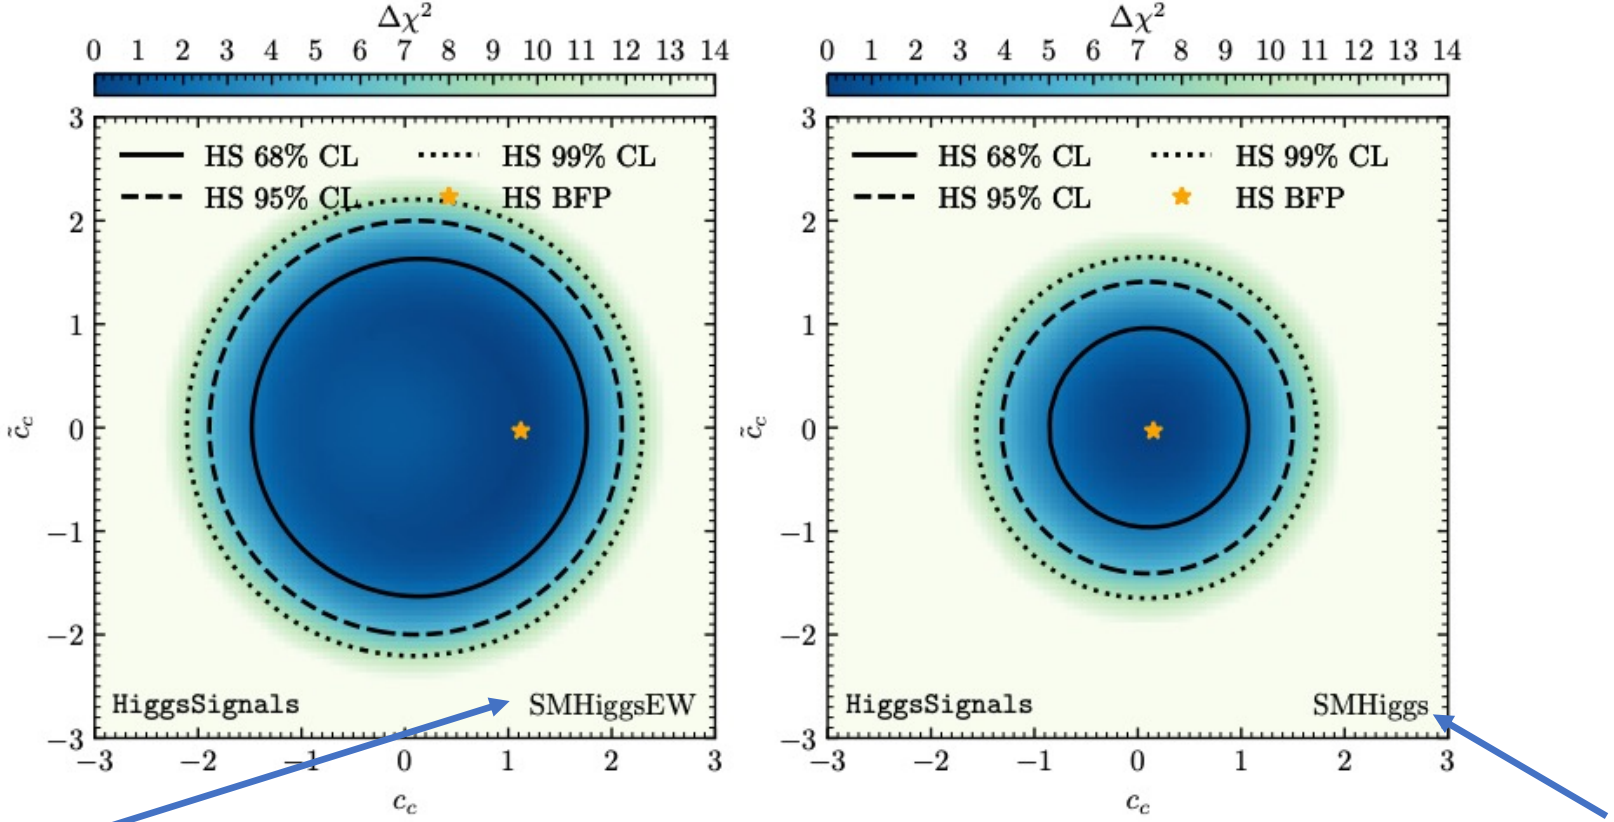 Δχ²
0 1 2 3 4 5 6 7 8 9 10 11 12 13 14
3
HS 68% CL
HS 99% CL
HS 95% CL
HS BFP
2
1
0
−1
−2
−3
c̃_c
HiggsSignals
SMHiggsEW
−3 −2 −1 0 1 2 3
c_c
Δχ²
0 1 2 3 4 5 6 7 8 9 10 11 12 13 14
3
HS 68% CL
HS 99% CL
HS 95% CL
HS BFP
2
1
0
−1
−2
−3
c̃_c
HiggsSignals
SMHiggs
−3 −2 −1 0 1 2 3
c_c